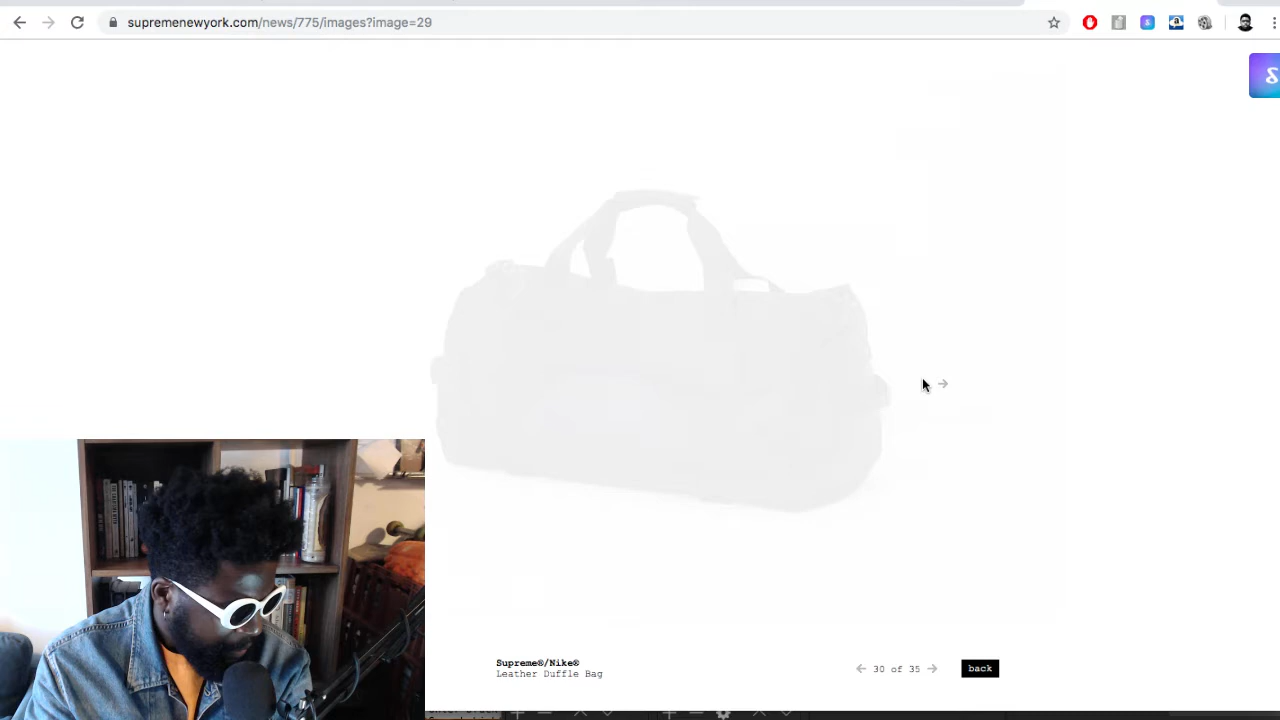 supremenewyork.com/news/775/images?image=29
Supreme®/Nike®
Leather Duffle Bag
30 of 35
back